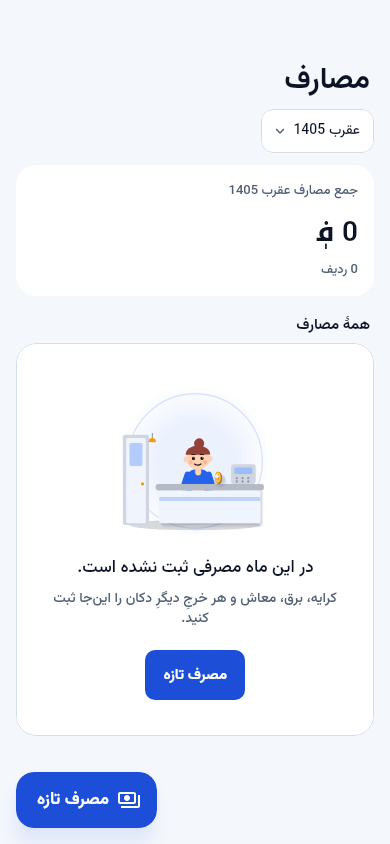 مصارف
عقرب 1405
جمع مصارف عقرب 1405
0 ؋
0 ردیف
همهٔ مصارف
در این ماه مصرفی ثبت نشده است.
کرایه، برق، معاش و هر خرجِ دیگرِ دکان را این‌جا ثبت
کنید.
مصرف تازه
مصرف تازه